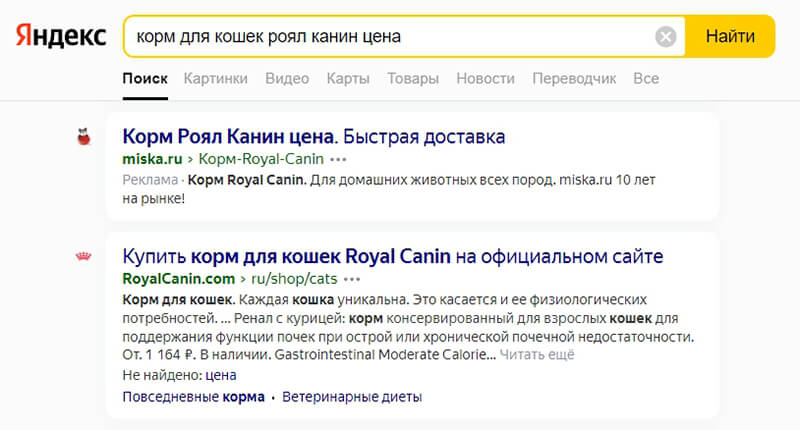 Яндекс
корм для кошек роял канин цена
Найти
Поиск Картинки Видео Карты Товары Новости Переводчик Все
Корм Роял Канин цена. Быстрая доставка
miska.ru › Корм-Royal-Canin •••
Реклама · Корм Royal Canin. Для домашних животных всех пород. miska.ru 10 лет
на рынке!
Купить корм для кошек Royal Canin на официальном сайте
RoyalCanin.com › ru/shop/cats •••
Корм для кошек. Каждая кошка уникальна. Это касается и ее физиологических
потребностей. ... Ренал с курицей: корм консервированный для взрослых кошек для
поддержания функции почек при острой или хронической почечной недостаточности.
От. 1 164 ₽. В наличии. Gastrointestinal Moderate Calorie... Читать ещё
Не найдено: цена
Повседневные корма • Ветеринарные диеты